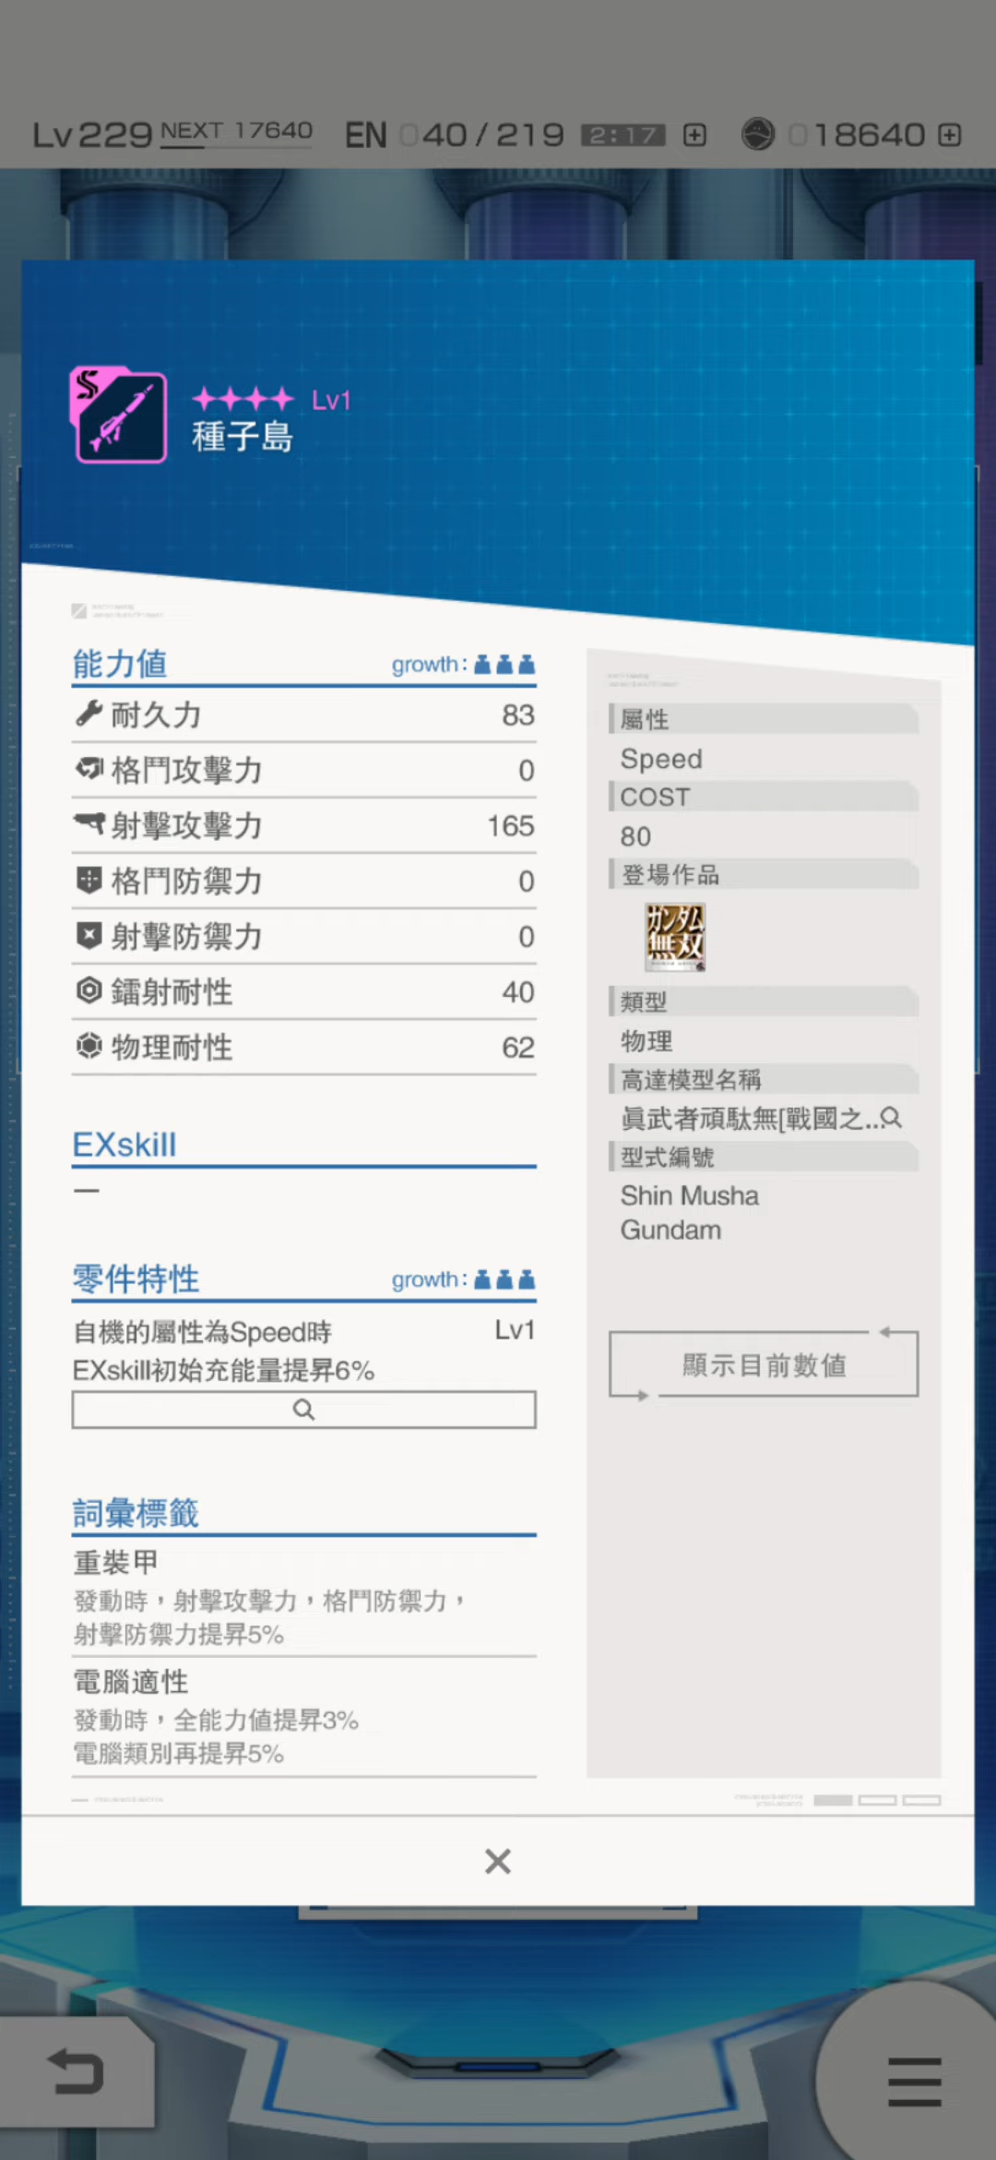 Lv229 NEXT 17640 EN 040/219 2:17 018640
S
Lv1
種子島
能力値 growth:
耐久力 83
格鬥攻擊力 0
射擊攻擊力 165
格鬥防禦力 0
射擊防禦力 0
鐳射耐性 40
物理耐性 62
EXskill
—
零件特性 growth:
自機的屬性為Speed時 Lv1
EXskill初始充能量提昇6%
詞彙標籤
重裝甲
發動時，射擊攻擊力，格鬥防禦力，
射擊防禦力提昇5%
電腦適性
發動時，全能力値提昇3%
電腦類別再提昇5%
屬性
Speed
COST
80
登場作品
ガンダム
無双
類型
物理
高達模型名稱
眞武者頑駄無[戰國之...
型式編號
Shin Musha
Gundam
顯示目前數値